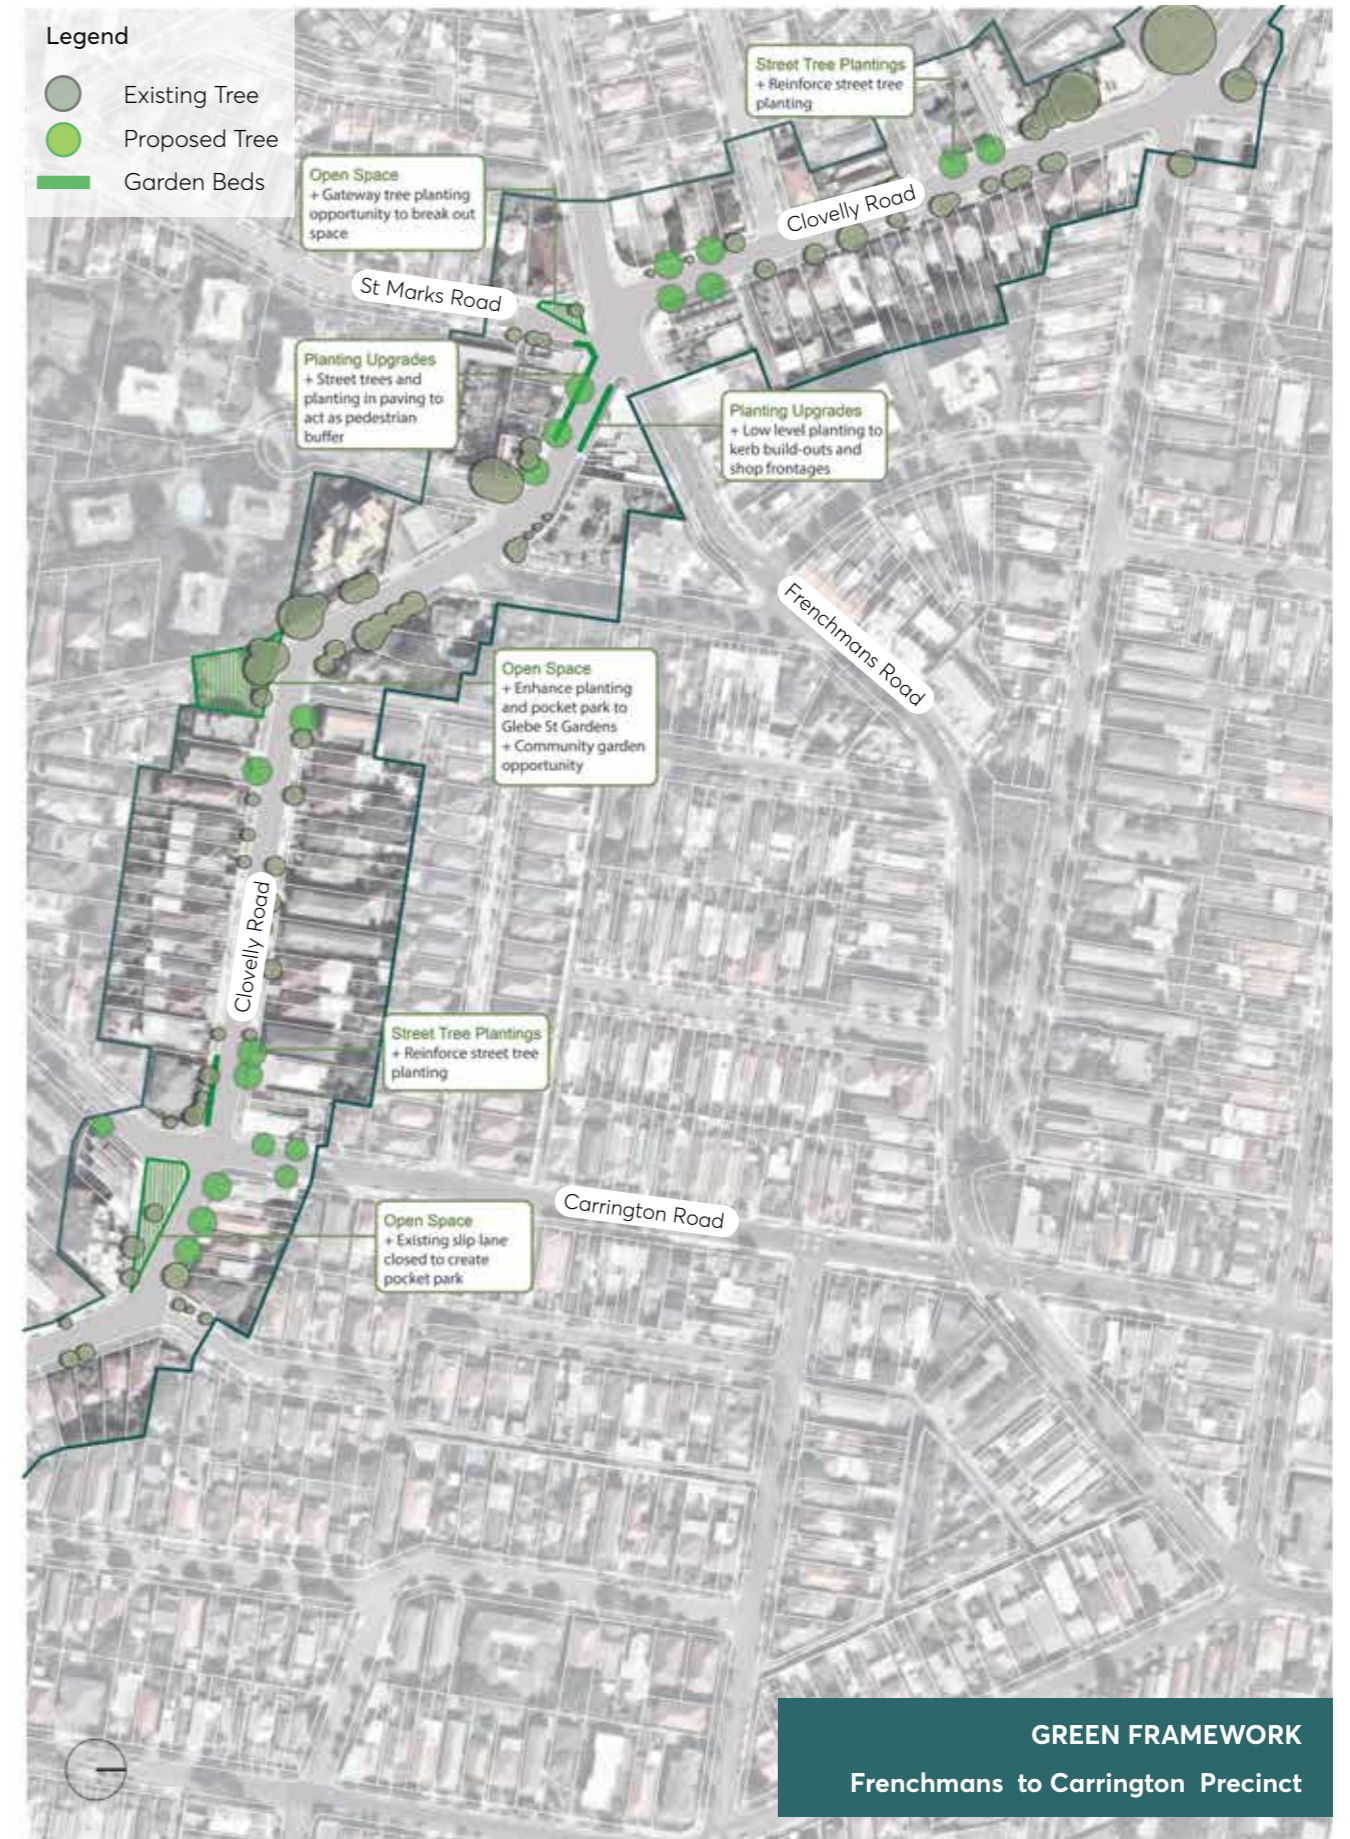 Legend
Existing Tree
Proposed Tree
Garden Beds
Street Tree Plantings
+ Reinforce street tree
planting
Open Space
+ Gateway tree planting
opportunity to break out
space
Clovelly Road
St Marks Road
Planting Upgrades
+ Street trees and
planting in paving to
act as pedestrian
buffer
Planting Upgrades
+ Low level planting to
kerb build-outs and
shop frontages
Frenchmans Road
Open Space
+ Enhance planting
and pocket park to
Glebe St Gardens
+ Community garden
opportunity
Clovelly Road
Street Tree Plantings
+ Reinforce street tree
planting
Carrington Road
Open Space
+ Existing slip lane
closed to create
pocket park
GREEN FRAMEWORK
Frenchmans to Carrington Precinct